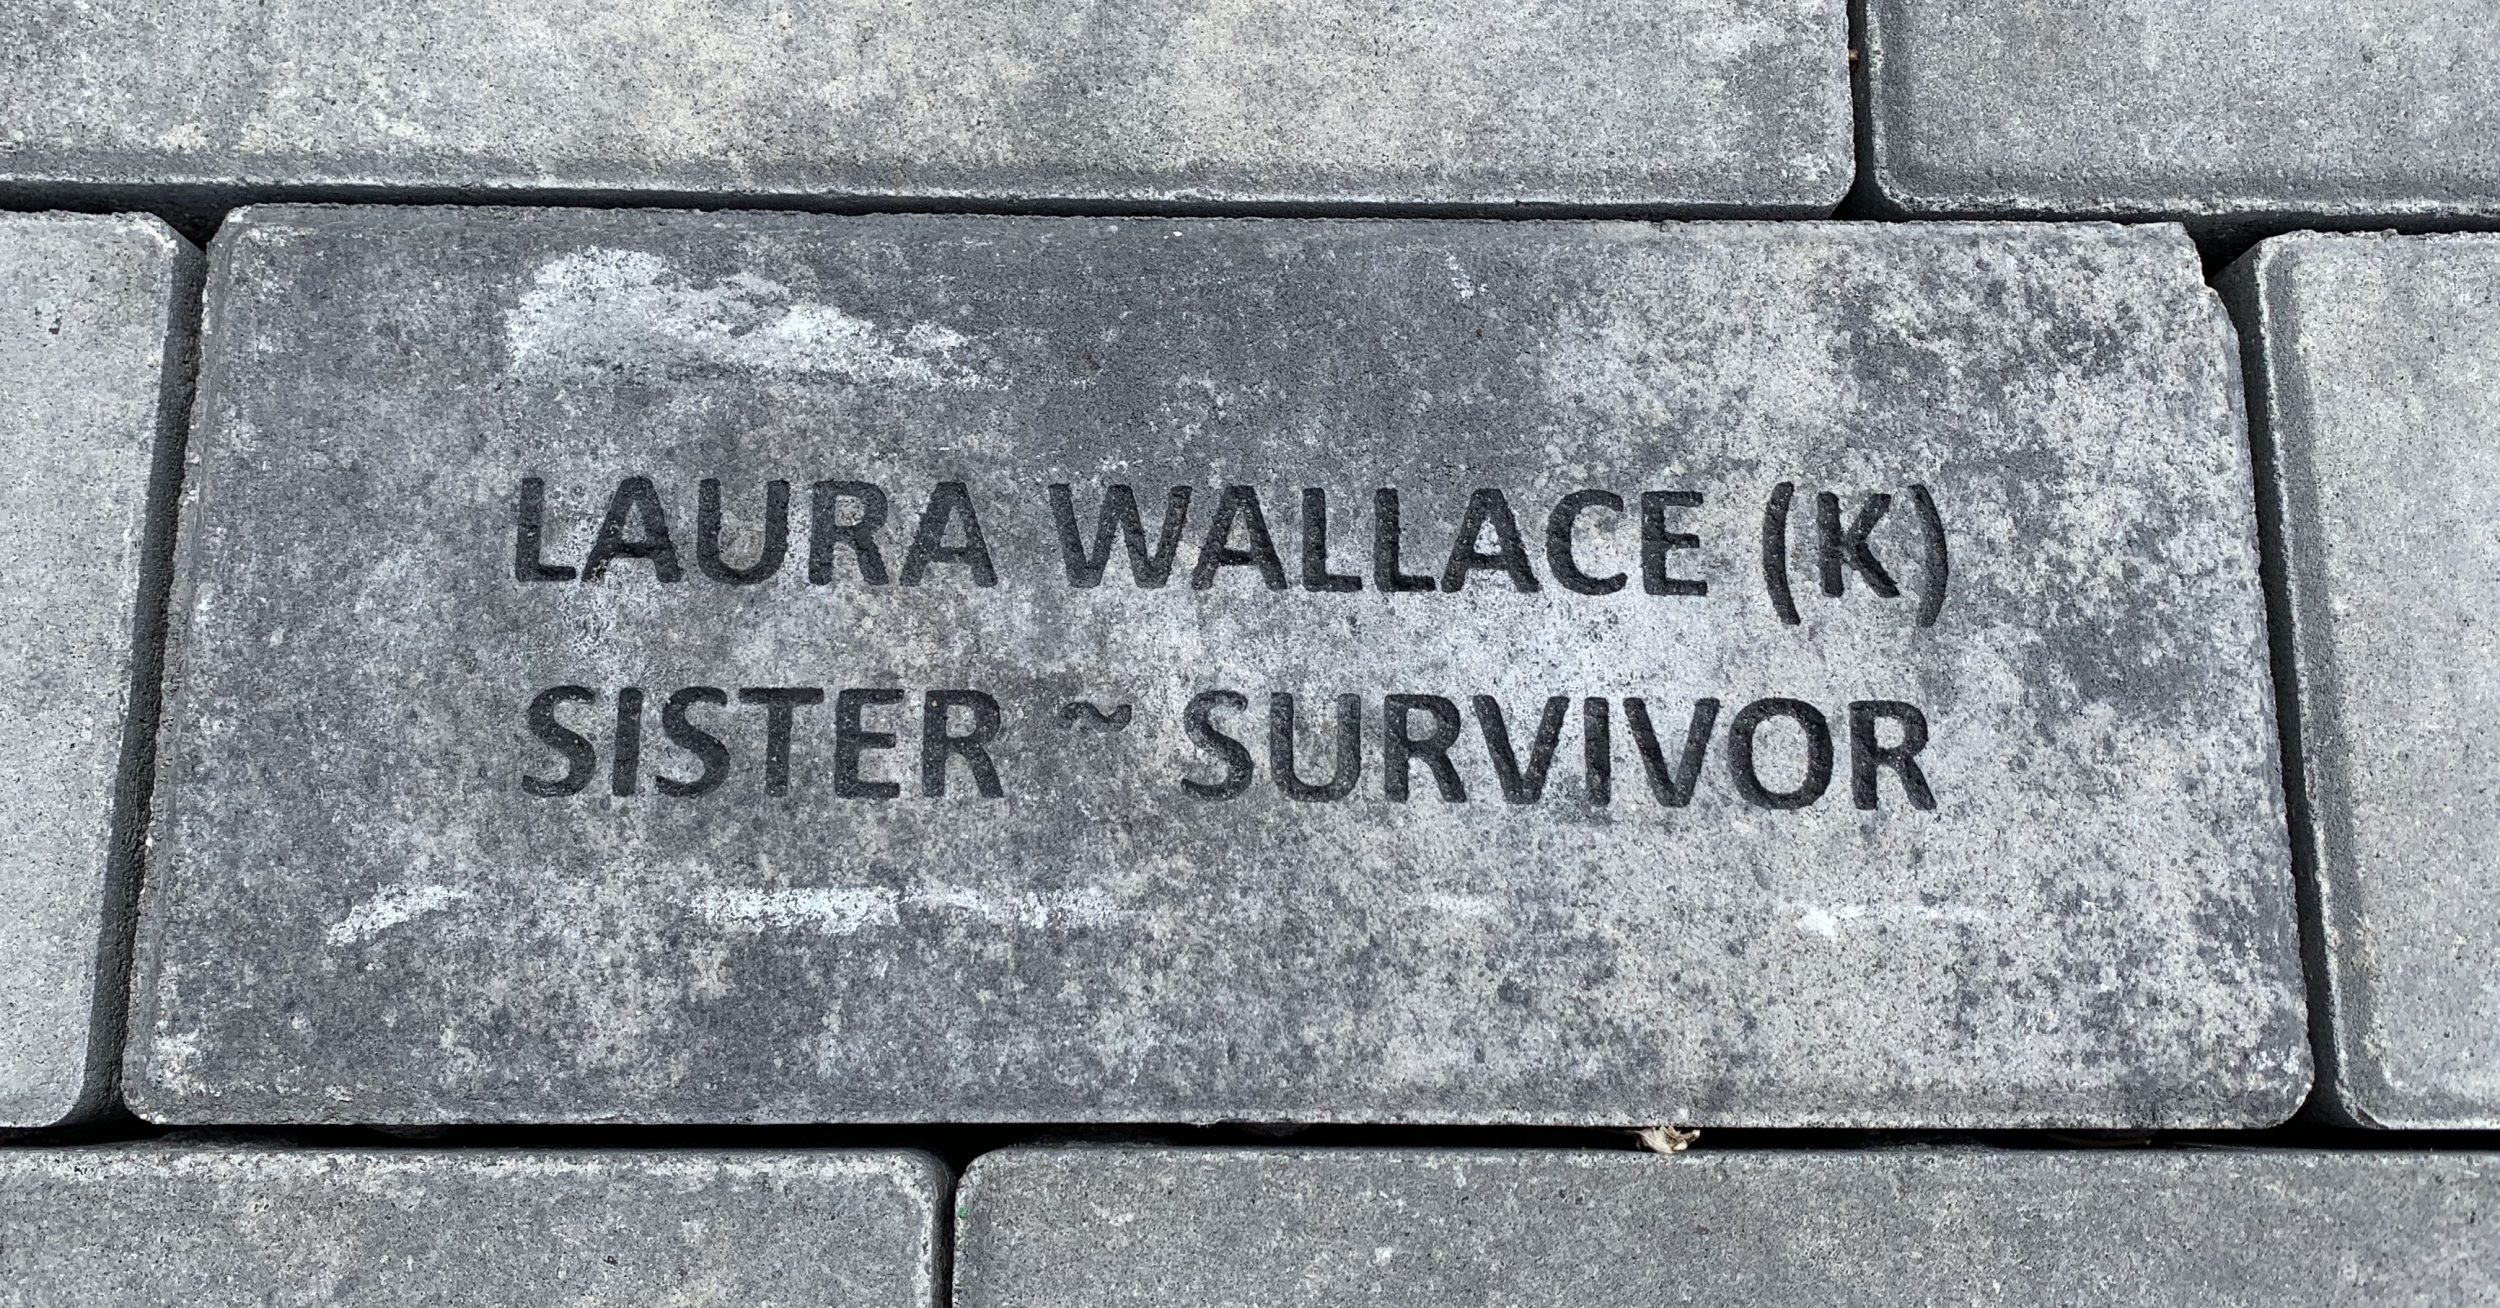 LAURA WALLACE (K)
SISTER ~ SURVIVOR